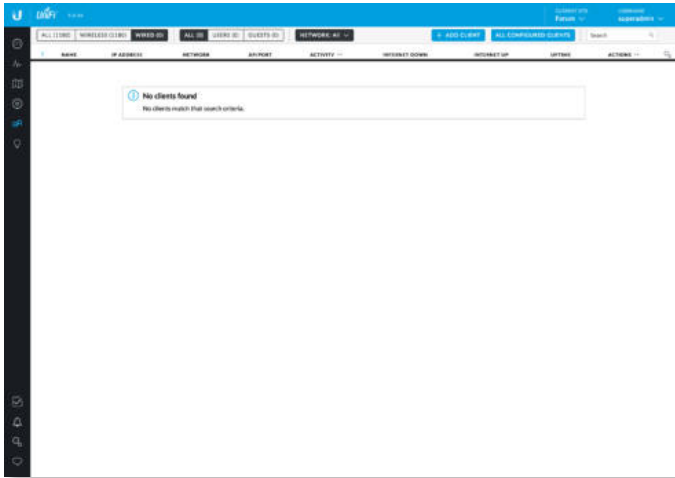 UniFi CURRENT SITE USERNAME
Forum superadmin
ALL (118) WIRELESS (118) WIRED (0) ALL (0) USERS (0) GUESTS (0) NETWORK: All + ADD CLIENT ALL CONFIGURED CLIENTS Search
NAME IP ADDRESS NETWORK AP/PORT ACTIVITY INTERNET DOWN INTERNET UP UPTIME ACTIONS
No clients found
No clients match that search criteria.